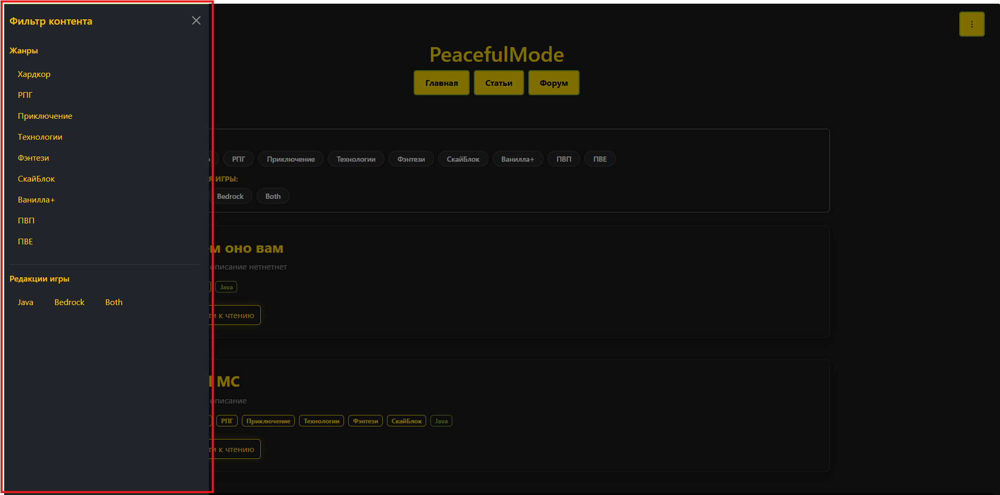 Фильтр контента
Жанры
Хардкор
РПГ
Приключение
Технологии
Фэнтези
СкайБлок
Ванилла+
ПВП
ПВЕ
Редакции игры
Java Bedrock Both
PeacefulMode
Главная Статьи Форум
РПГ Приключение Технологии Фэнтези СкайБлок Ванилла+ ПВП ПВЕ
ИГРЫ:
Bedrock Both
оно вам
описание нетнетнет
Java
к чтению
МС
описание
РПГ Приключение Технологии Фэнтези СкайБлок Java
к чтению